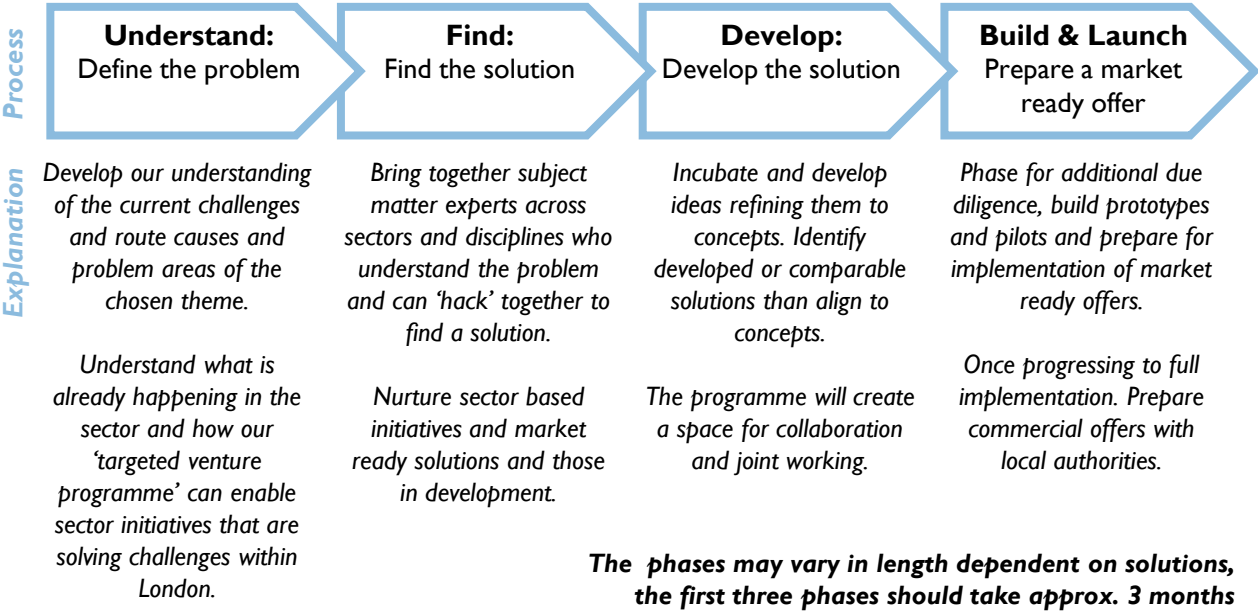 Process
Understand:
Define the problem
Find:
Find the solution
Develop:
Develop the solution
Build & Launch
Prepare a market
ready offer
Explanation
Develop our understanding
of the current challenges
and route causes and
problem areas of the
chosen theme.
Understand what is
already happening in the
sector and how our
‘targeted venture
programme’ can enable
sector initiatives that are
solving challenges within
London.
Bring together subject
matter experts across
sectors and disciplines who
understand the problem
and can ‘hack’ together to
find a solution.
Nurture sector based
initiatives and market
ready solutions and those
in development.
Incubate and develop
ideas refining them to
concepts. Identify
developed or comparable
solutions than align to
concepts.
The programme will create
a space for collaboration
and joint working.
Phase for additional due
diligence, build prototypes
and pilots and prepare for
implementation of market
ready offers.
Once progressing to full
implementation. Prepare
commercial offers with
local authorities.
The phases may vary in length dependent on solutions,
the first three phases should take approx. 3 months